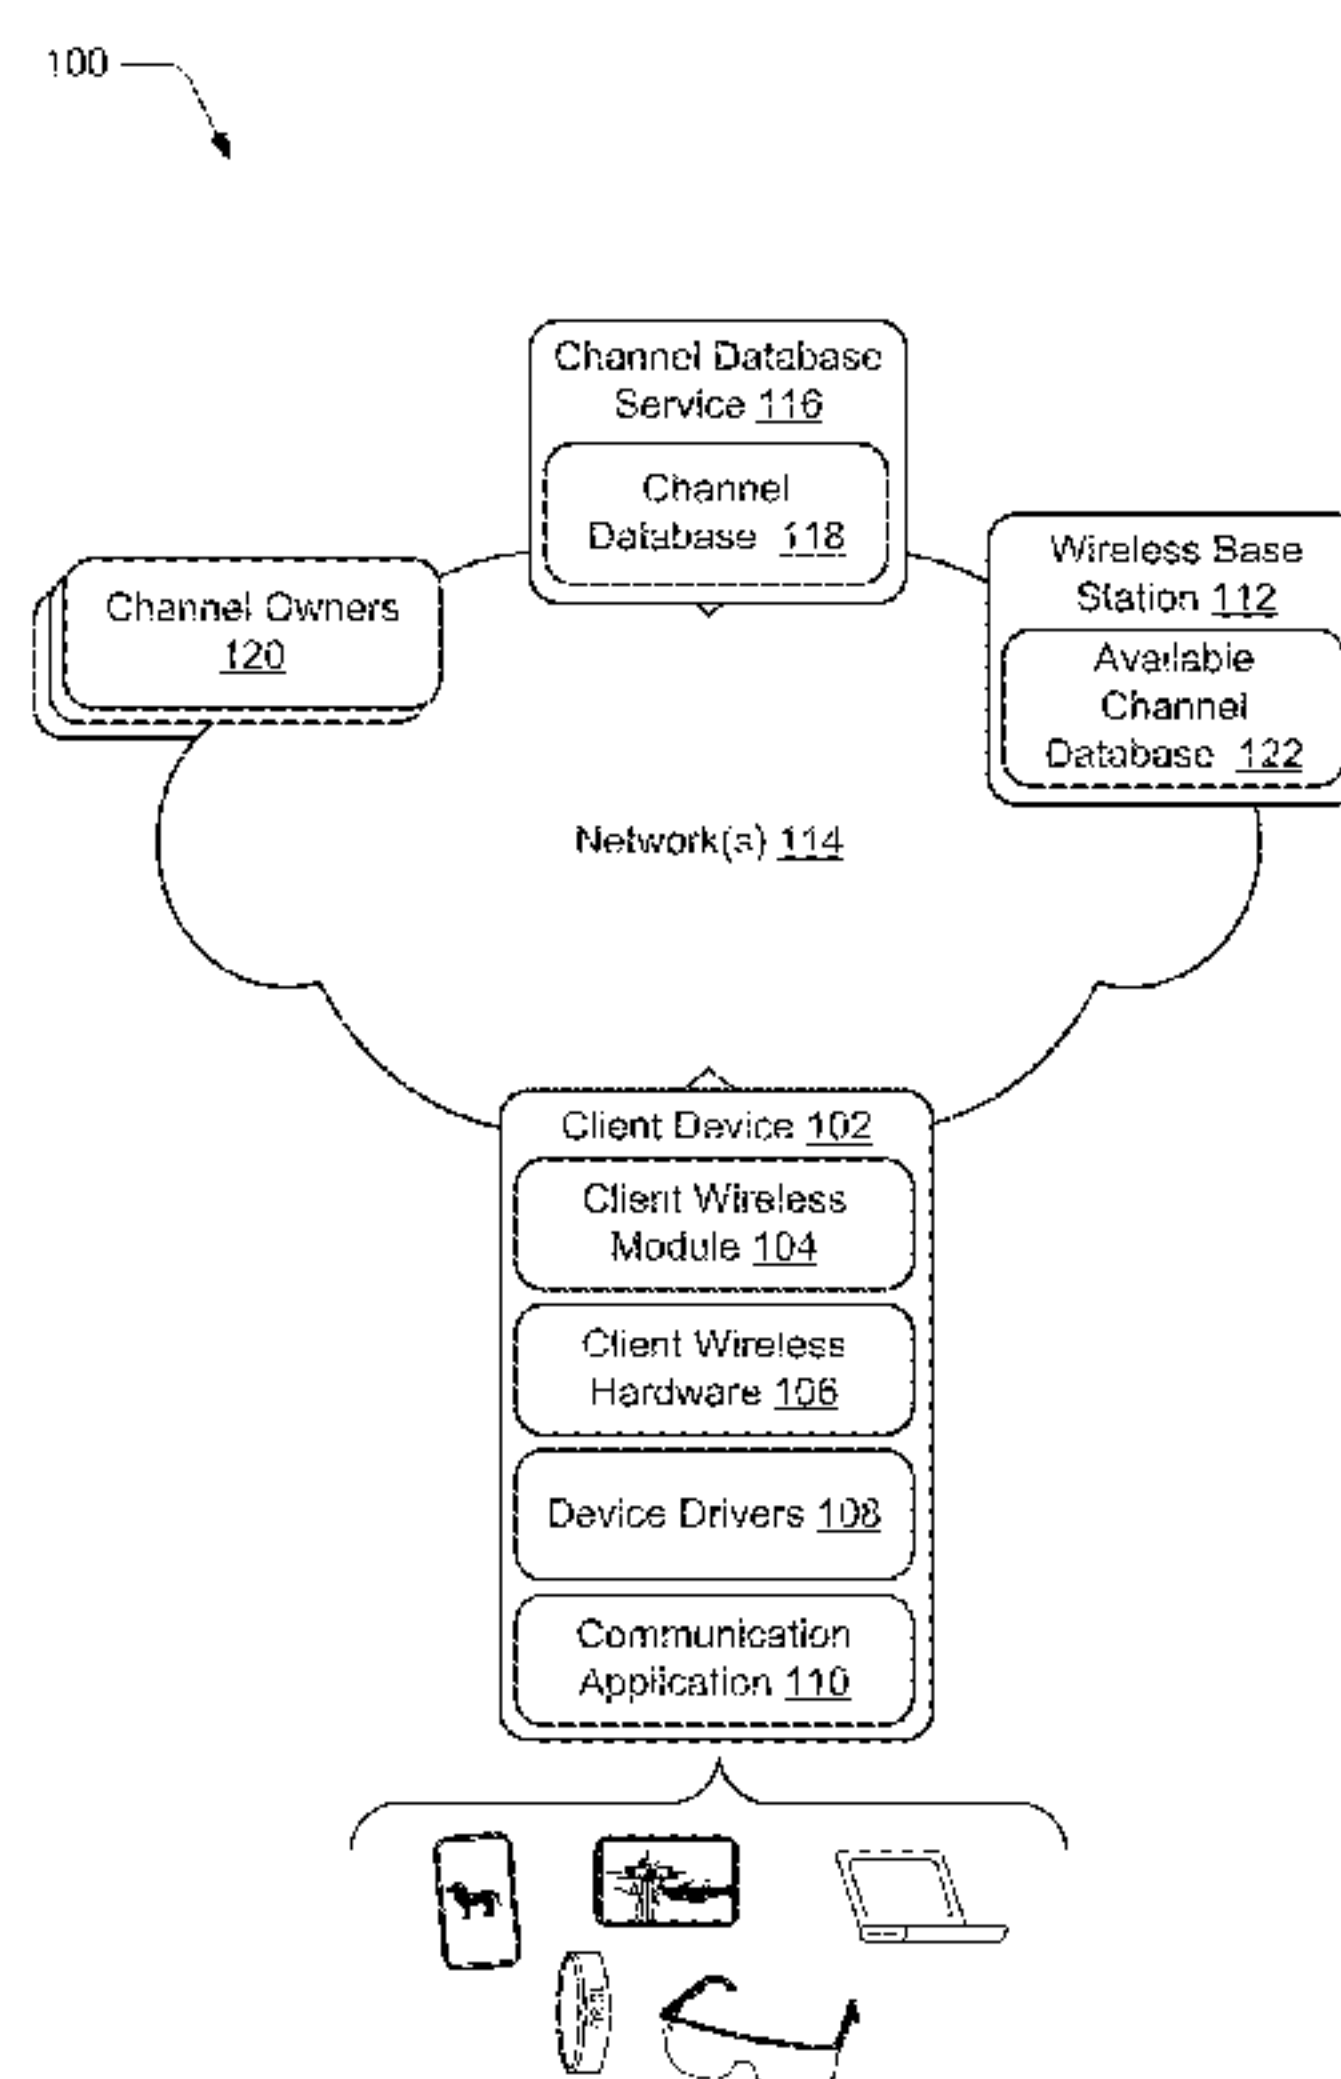 100
Channel Database
Service 116
Channel
Database 118
Wireless Base
Station 112
Available
Channel
Database 122
Channel Owners
120
Network(s) 114
Client Device 102
Client Wireless
Module 104
Client Wireless
Hardware 106
Device Drivers 108
Communication
Application 110